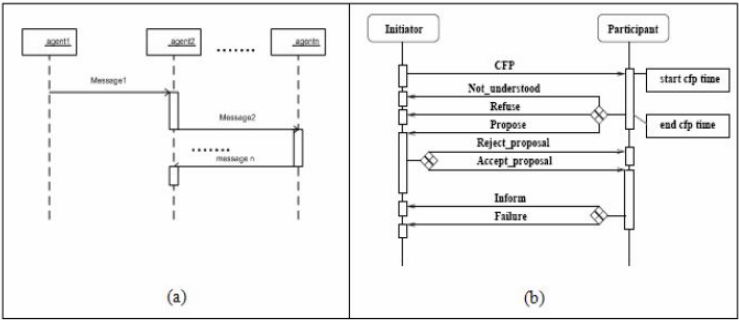 agent1
agent2
.......
agentn
Message1
Message2
.......
message n
(a)
Initiator
Participant
CFP
start cfp time
Not_understood
Refuse
Propose
end cfp time
Reject_proposal
Accept_proposal
Inform
Failure
(b)